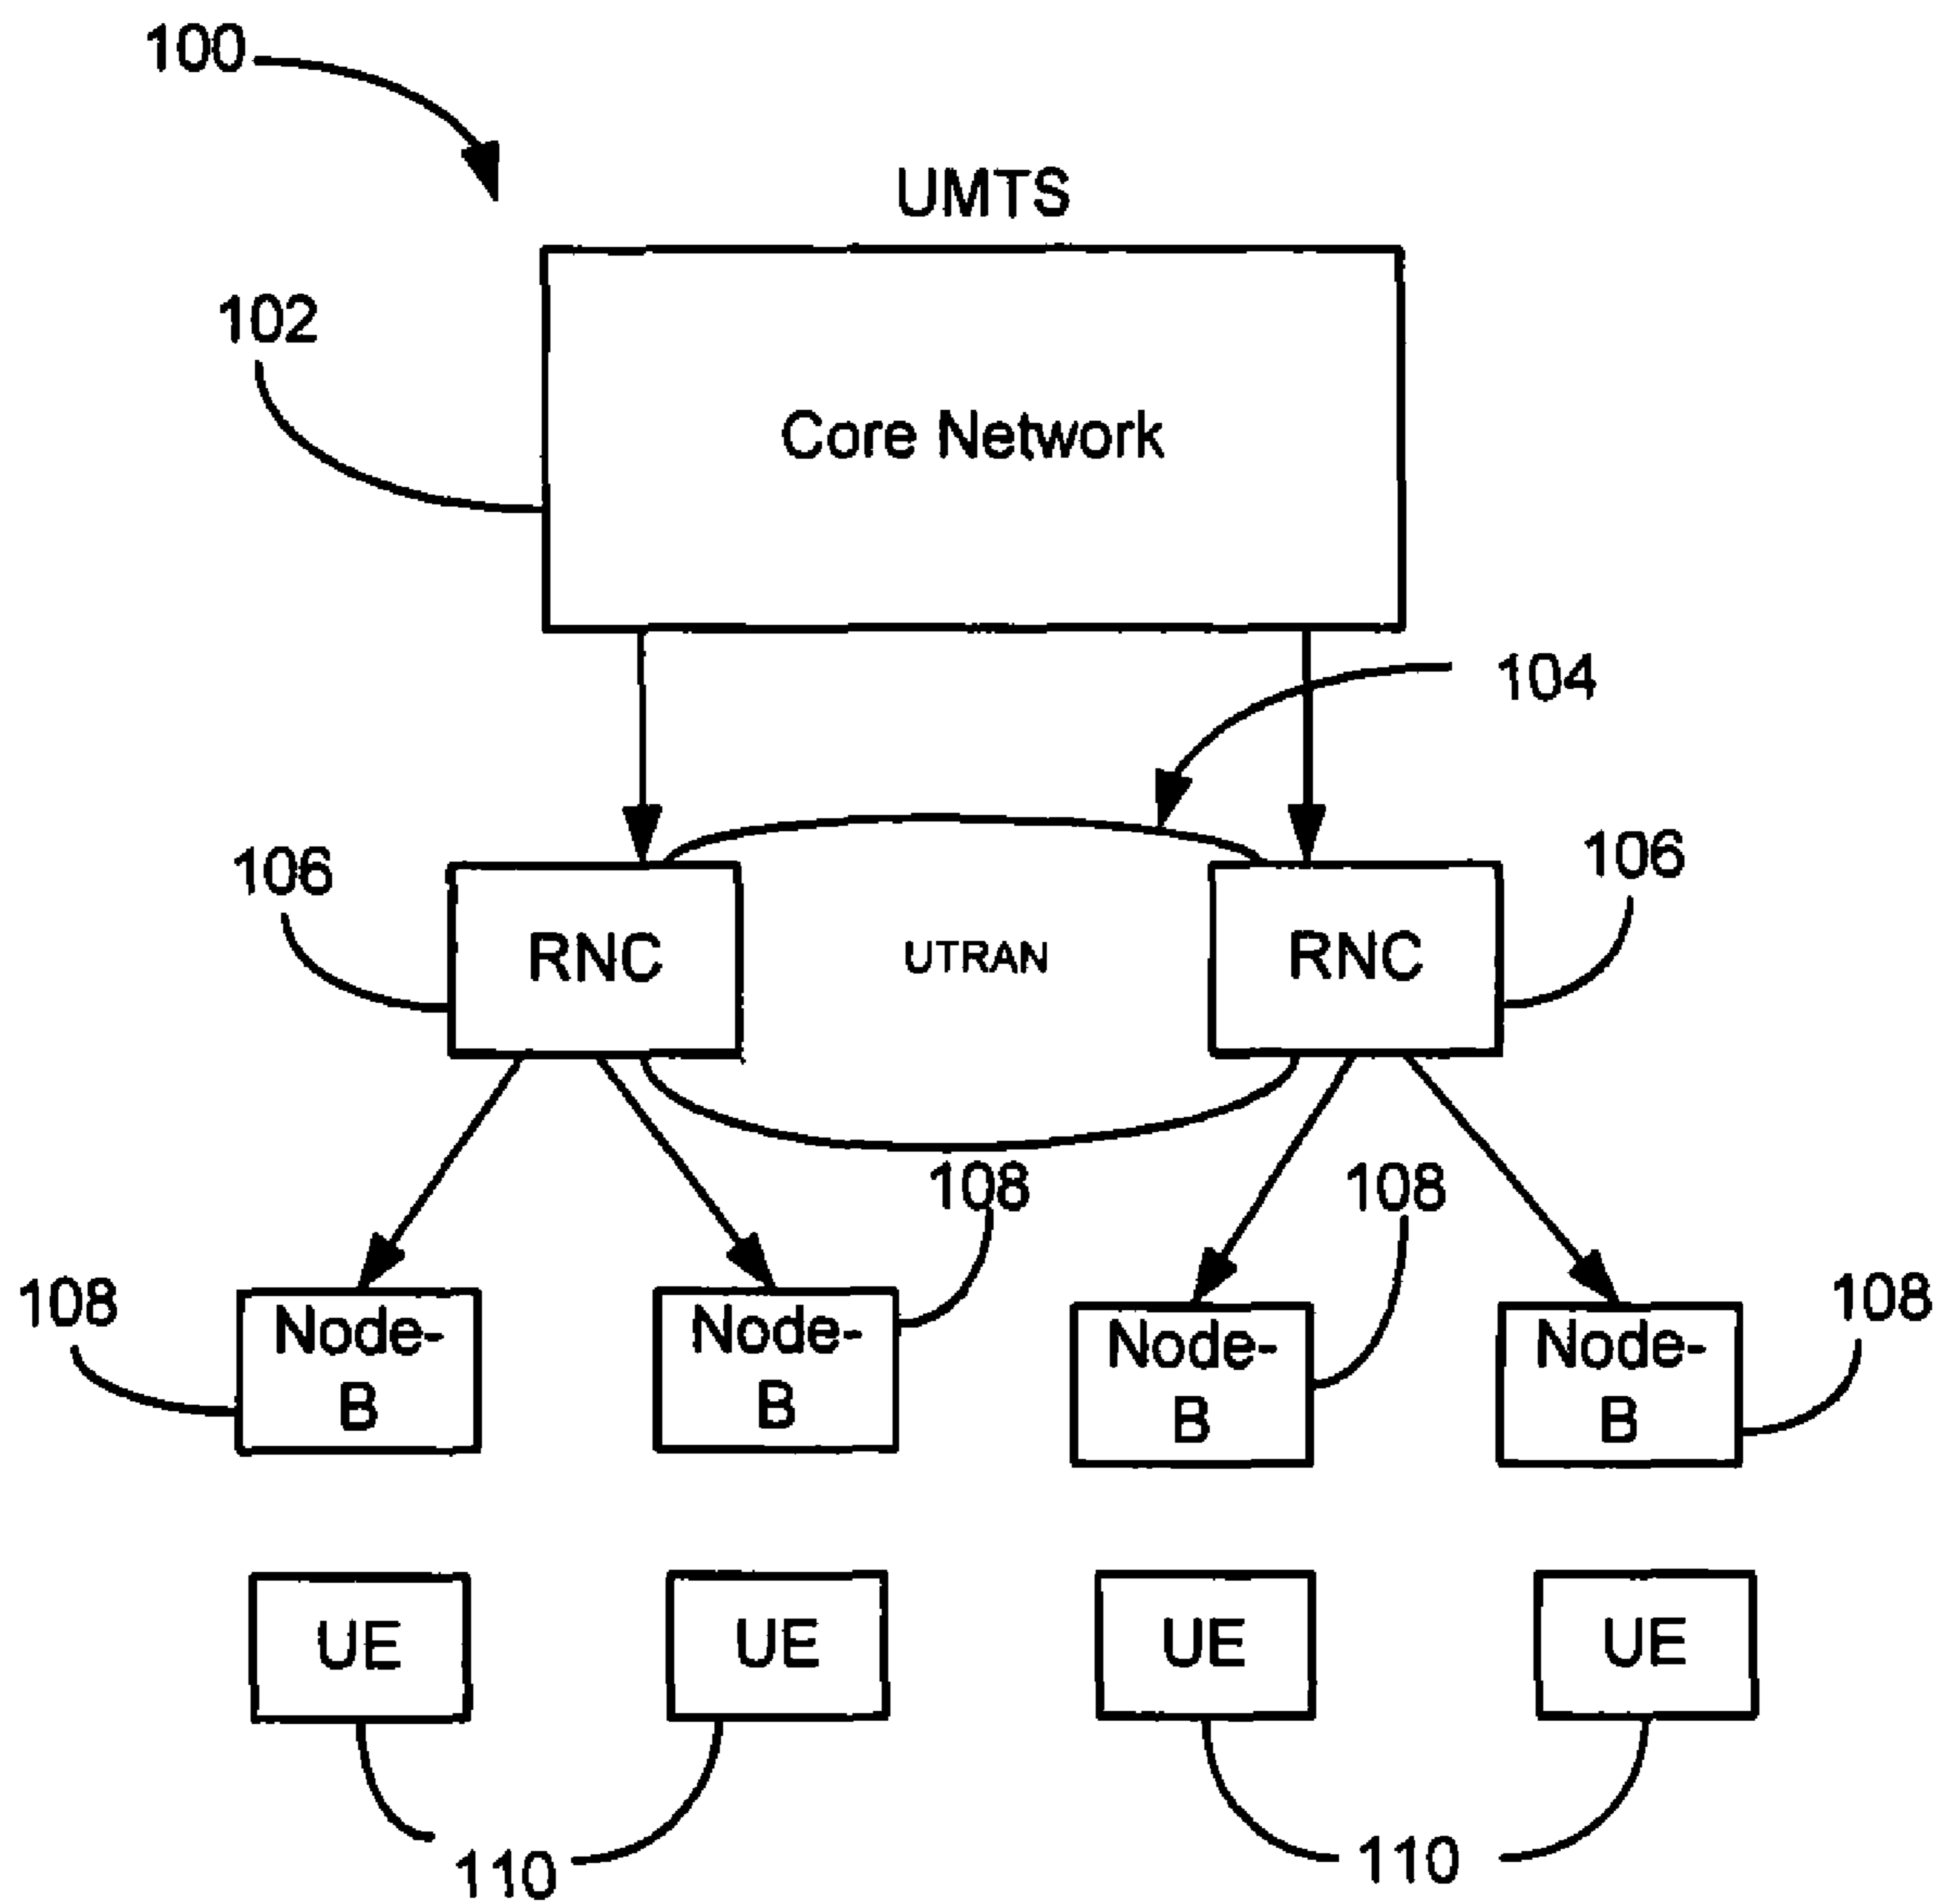 100
UMTS
102
Core Network
104
106
106
RNC
UTRAN
RNC
108
108
108
108
Node-
B
Node-
B
Node-
B
Node-
B
UE
UE
UE
UE
110
110